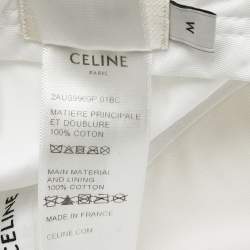 CELINE
PARIS
M
2AUS9969P.01BC
MATIERE PRINCIPALE
ET DOUBLURE
100% COTON
MAIN MATERIAL
AND LINING
100% COTTON
MADE IN FRANCE
CELINE.COM
CELINE